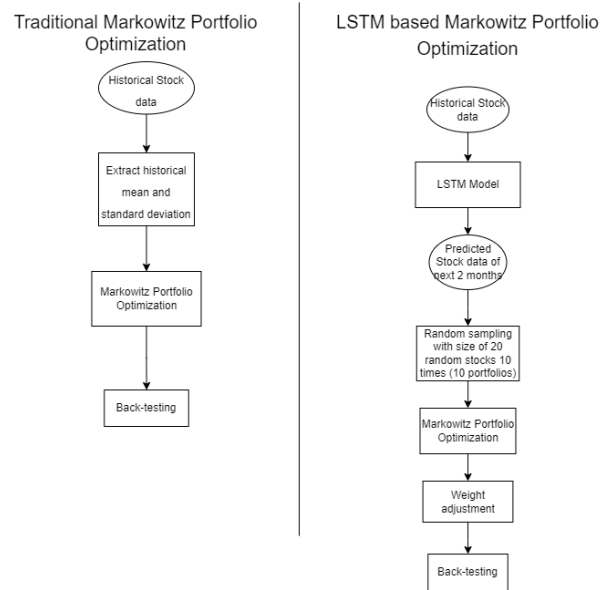 Traditional Markowitz Portfolio
Optimization
Historical Stock
data
Extract historical
mean and
standard deviation
Markowitz Portfolio
Optimization
Back-testing
LSTM based Markowitz Portfolio
Optimization
Historical Stock
data
LSTM Model
Predicted
Stock data of
next 2 months
Random sampling
with size of 20
random stocks 10
times (10 portfolios)
Markowitz Portfolio
Optimization
Weight
adjustment
Back-testing